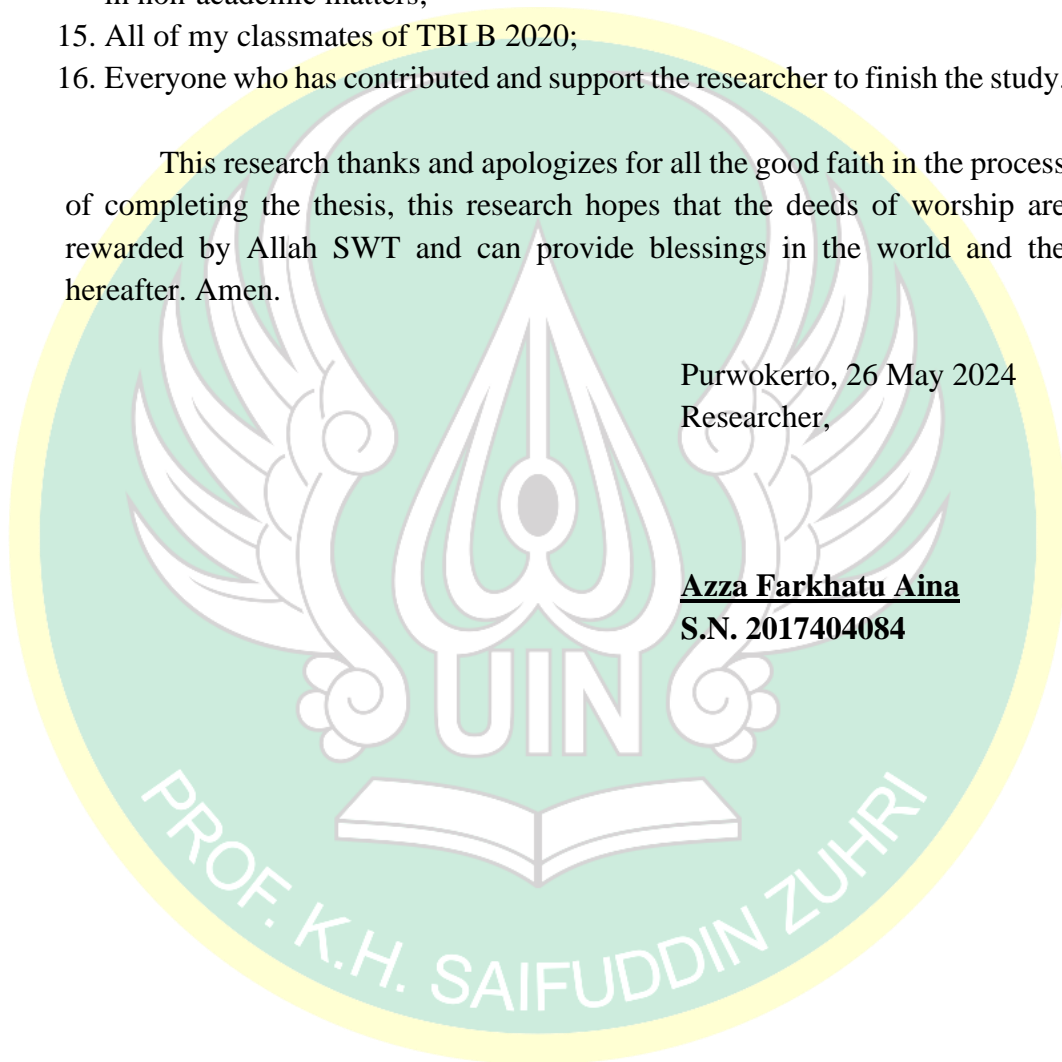 in non-academic matters;
15. All of my classmates of TBI B 2020;
16. Everyone who has contributed and support the researcher to finish the study.
This research thanks and apologizes for all the good faith in the process
of completing the thesis, this research hopes that the deeds of worship are
rewarded by Allah SWT and can provide blessings in the world and the
hereafter. Amen.
Purwokerto, 26 May 2024
Researcher,
Azza Farkhatu Aina
S.N. 2017404084
UIN
PROF. K.H. SAIFUDDIN ZUHRI